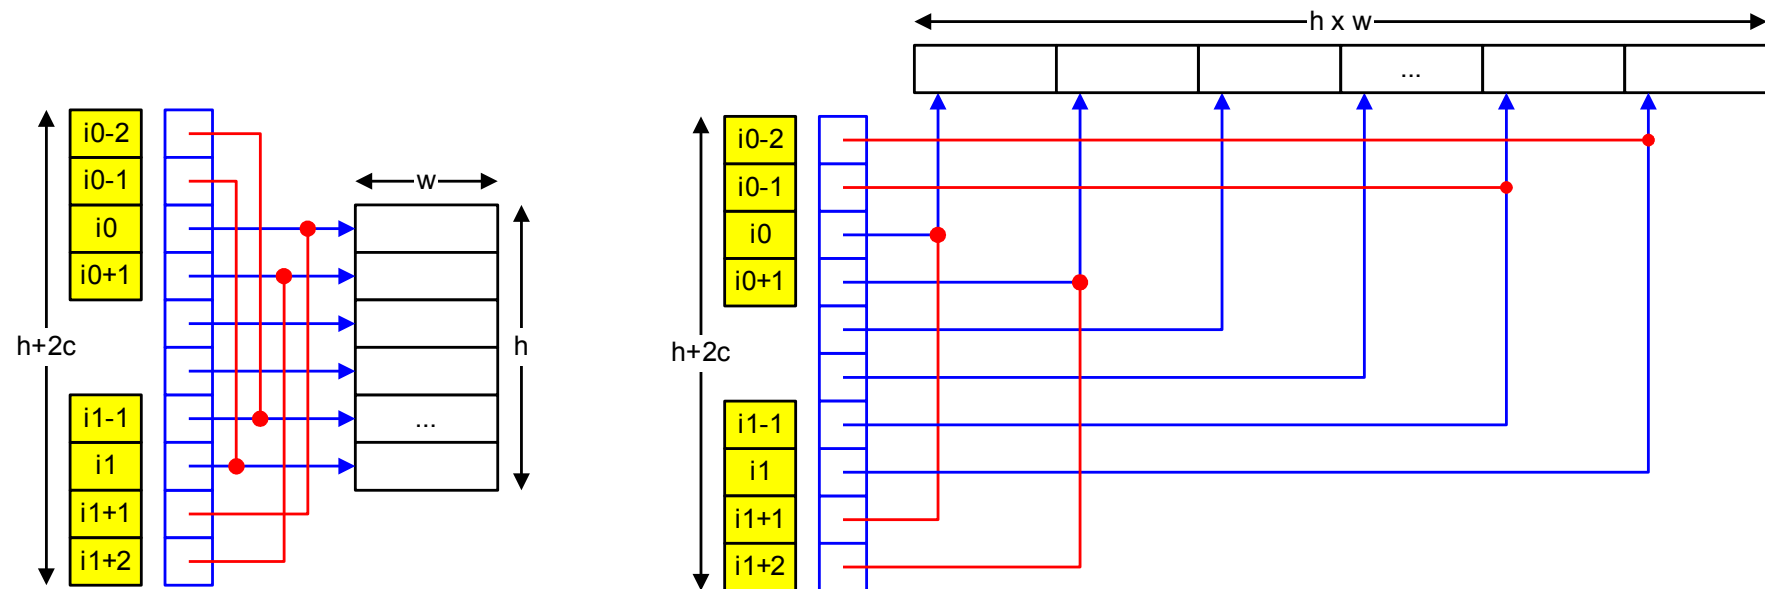 i0-2
i0-1
i0
i0+1
h+2c
i1-1
i1
i1+1
i1+2
w
h
...
h x w
...
i0-2
i0-1
i0
i0+1
h+2c
i1-1
i1
i1+1
i1+2